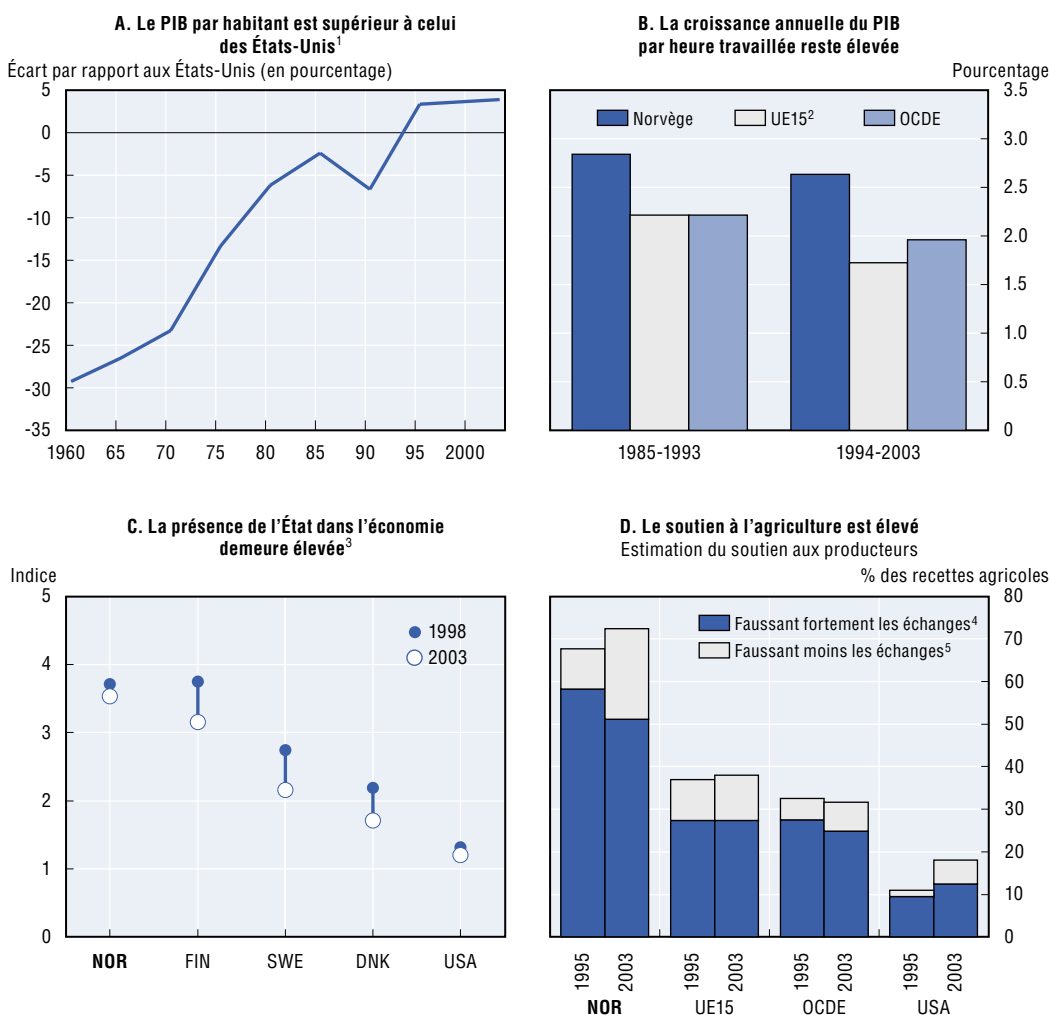 A. Le PIB par habitant est supérieur à celui
des États-Unis1
Écart par rapport aux États-Unis (en pourcentage)
5
0
-5
-10
-15
-20
-25
-30
-35
1960 65 70 75 80 85 90 95 2000
B. La croissance annuelle du PIB
par heure travaillée reste élevée
Pourcentage
Norvège UE152 OCDE
3.5
3.0
2.5
2.0
1.5
1.0
0.5
0
1985-1993 1994-2003
C. La présence de l'État dans l'économie
demeure élevée3
Indice
5
4
3
2
1
0
1998
2003
NOR FIN SWE DNK USA
D. Le soutien à l'agriculture est élevé
Estimation du soutien aux producteurs
% des recettes agricoles
Faussant fortement les échanges4
Faussant moins les échanges5
80
70
60
50
40
30
20
10
0
1995 2003 1995 2003 1995 2003 1995 2003
NOR UE15 OCDE USA